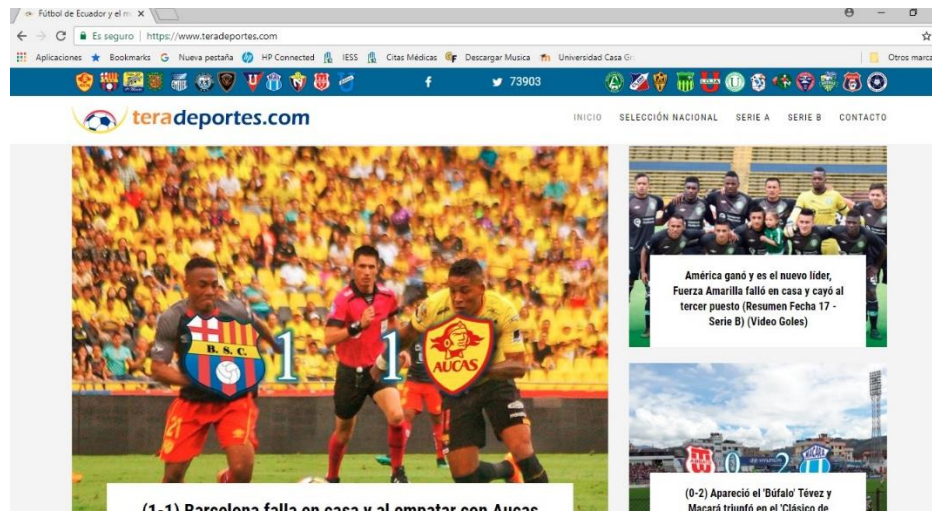 Fútbol de Ecuador y el m
Es seguro | https://www.teradeportes.com
Aplicaciones Bookmarks Nueva pestaña HP Connected IESS Citas Médicas Descargar Musica Universidad Casa Gr Otros marca
73903
teradeportes.com
INICIO SELECCIÓN NACIONAL SERIE A SERIE B CONTACTO
21
B. S. C.
1 1
AUCAS
(1-1) Barcelona falla en casa y al empatar con Aucas
América ganó y es el nuevo líder,
Fuerza Amarilla falló en casa y cayó al
tercer puesto (Resumen Fecha 17 -
Serie B) (Video Goles)
0 2
(0-2) Apareció el 'Búfalo' Tévez y
Macará triunfó en el 'Clásico de